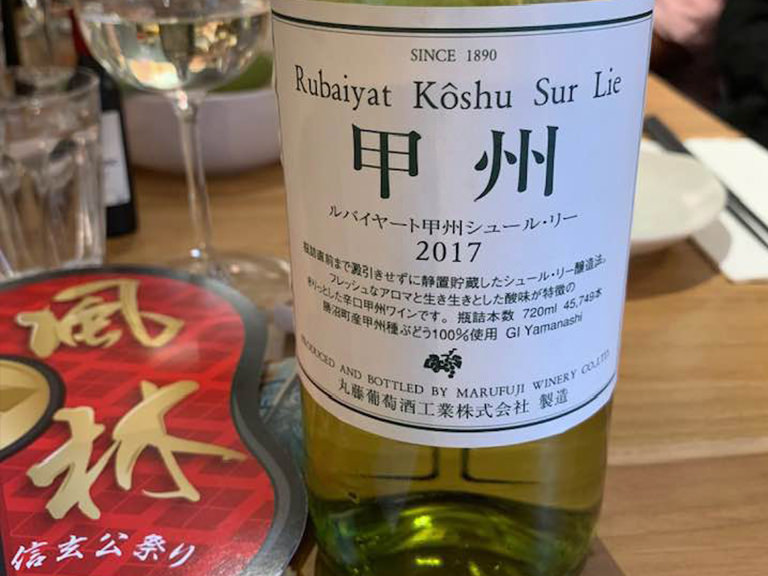 SINCE 1890
Rubaiyat Kôshu Sur Lie
甲州
ルバイヤート甲州シュール・リー
2017
瓶詰直前まで澱引きせずに静置貯蔵したシュール・リー醸造法。
フレッシュなアロマと生き生きとした酸味が特徴の
きりっとした辛口甲州ワインです。 瓶詰本数 720ml 45,749本
勝沼町産甲州種ぶどう100%使用 GI Yamanashi
PRODUCED AND BOTTLED BY MARUFUJI WINERY CO.,LTD.
丸藤葡萄酒工業株式会社 製造
風
林
信玄公祭り